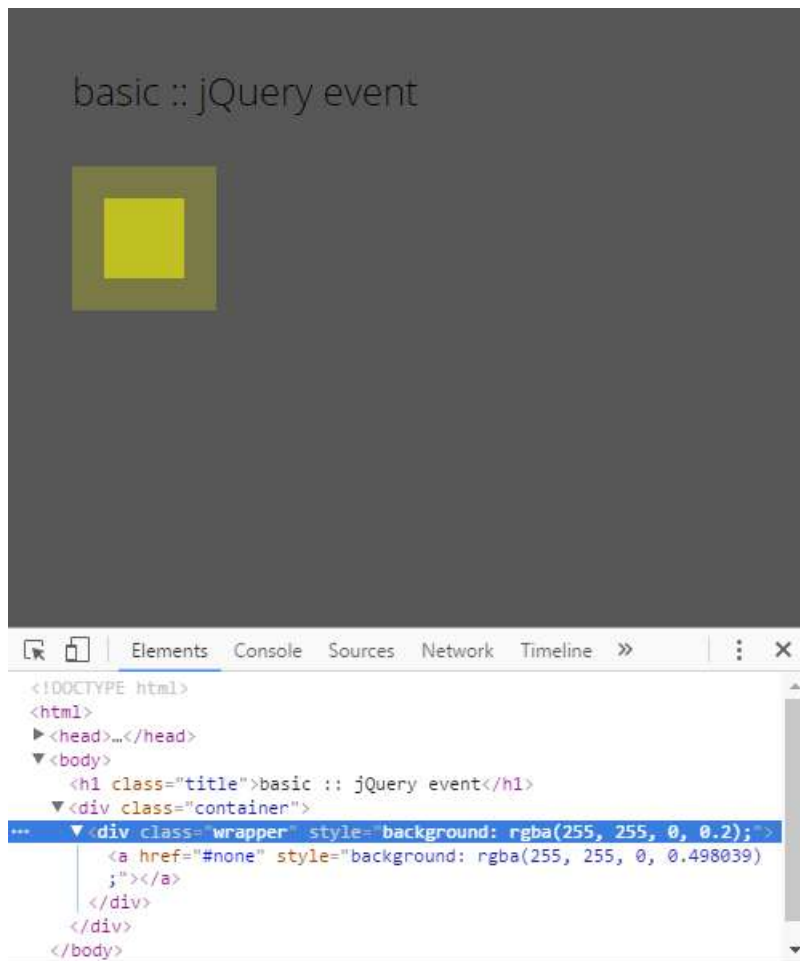 basic :: jQuery event
Elements Console Sources Network Timeline »
<!DOCTYPE html>
<html>
<head>…</head>
<body>
<h1 class="title">basic :: jQuery event</h1>
<div class="container">
<div class="wrapper" style="background: rgba(255, 255, 0, 0.2);">
<a href="#none" style="background: rgba(255, 255, 0, 0.498039)
;"></a>
</div>
</div>
</body>